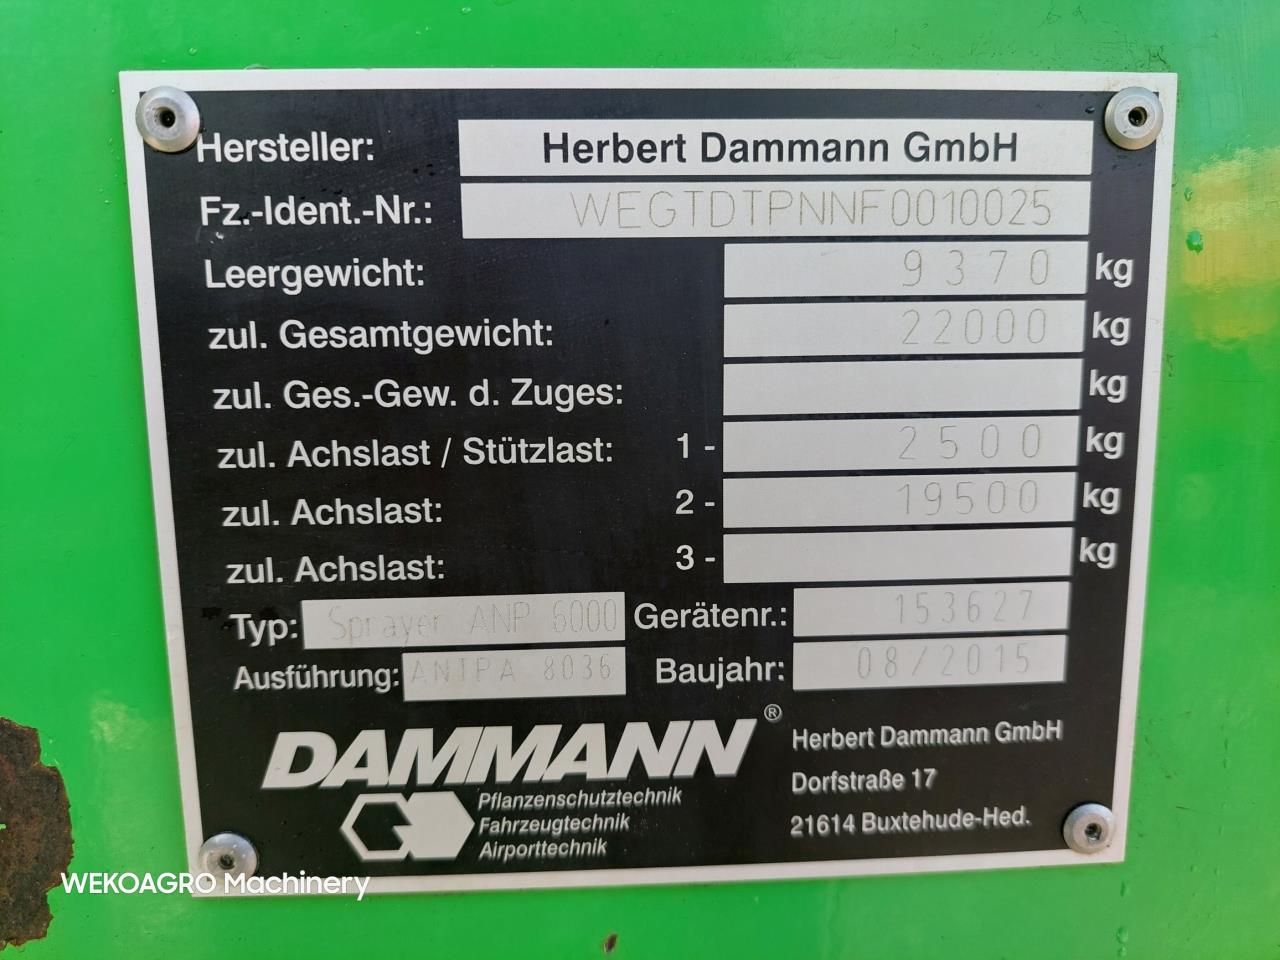 Hersteller: Herbert Dammann GmbH
Fz.-Ident.-Nr.: WEGTDTPNNF0010025
Leergewicht: 9370 kg
zul. Gesamtgewicht: 22000 kg
zul. Ges.-Gew. d. Zuges: kg
zul. Achslast / Stützlast: 1 - 2500 kg
zul. Achslast: 2 - 19500 kg
zul. Achslast: 3 - kg
Typ: Sprayer ANP 6000 Gerätenr.: 153627
Ausführung: ANTPA 8036 Baujahr: 08/2015
DAMMANN®
Pflanzenschutztechnik
Fahrzeugtechnik
Airporttechnik
Herbert Dammann GmbH
Dorfstraße 17
21614 Buxtehude-Hed.
WEKOAGRO Machinery